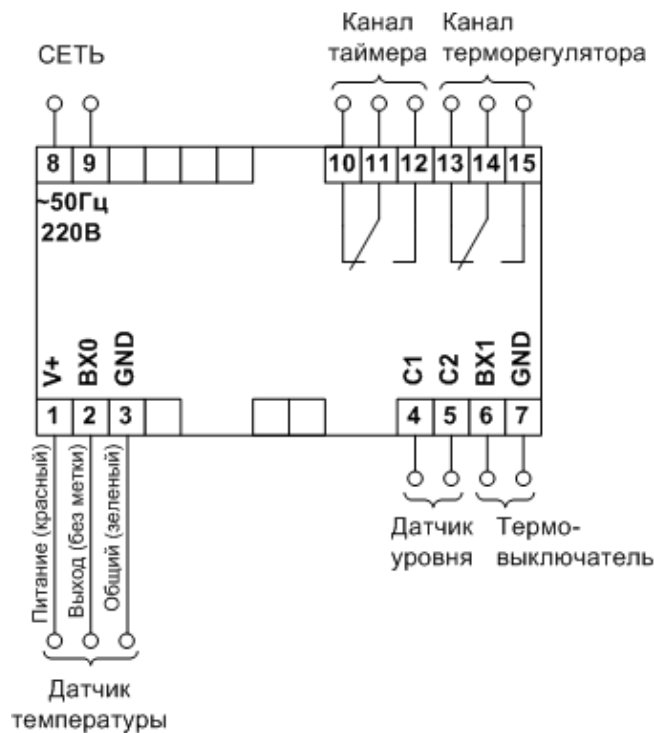 СЕТЬ
Канал
таймера
Канал
терморегулятора
8 9 10 11 12 13 14 15
~50Гц
220В
V+
ВХ0
GND
С1
С2
ВХ1
GND
1 2 3 4 5 6 7
Питание (красный)
Выход (без метки)
Общий (зеленый)
Датчик
температуры
Датчик
уровня
Термо-
выключатель